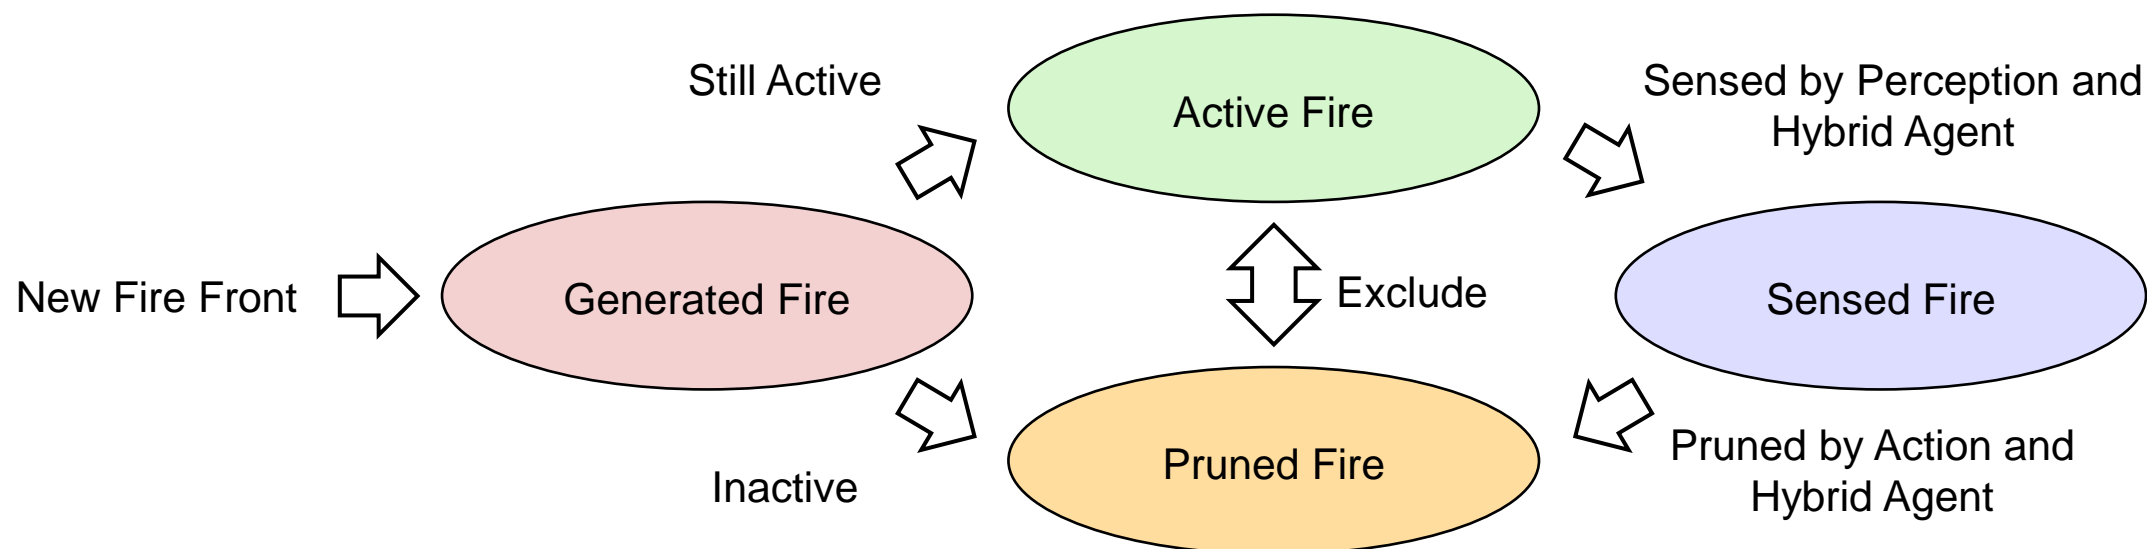 Still Active
Active Fire
Sensed by Perception and
Hybrid Agent
New Fire Front
Generated Fire
Exclude
Sensed Fire
Inactive
Pruned Fire
Pruned by Action and
Hybrid Agent